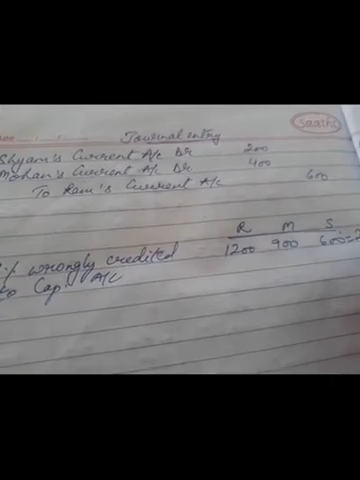 saathi
Journal entry
Shyam's Current A/c Dr 200
Mohan's Current A/c Dr 400
To Ram's Current A/c 600
R M S
wrongly credited 1200 900 600
to Cap. A/c